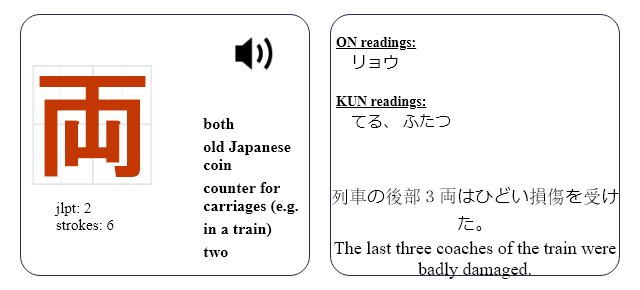 両
jlpt: 2
strokes: 6
both
old Japanese
coin
counter for
carriages (e.g.
in a train)
two
ON readings:
リョウ
KUN readings:
てる、 ふたつ
列車の後部３両はひどい損傷を受け
た。
The last three coaches of the train were
badly damaged.